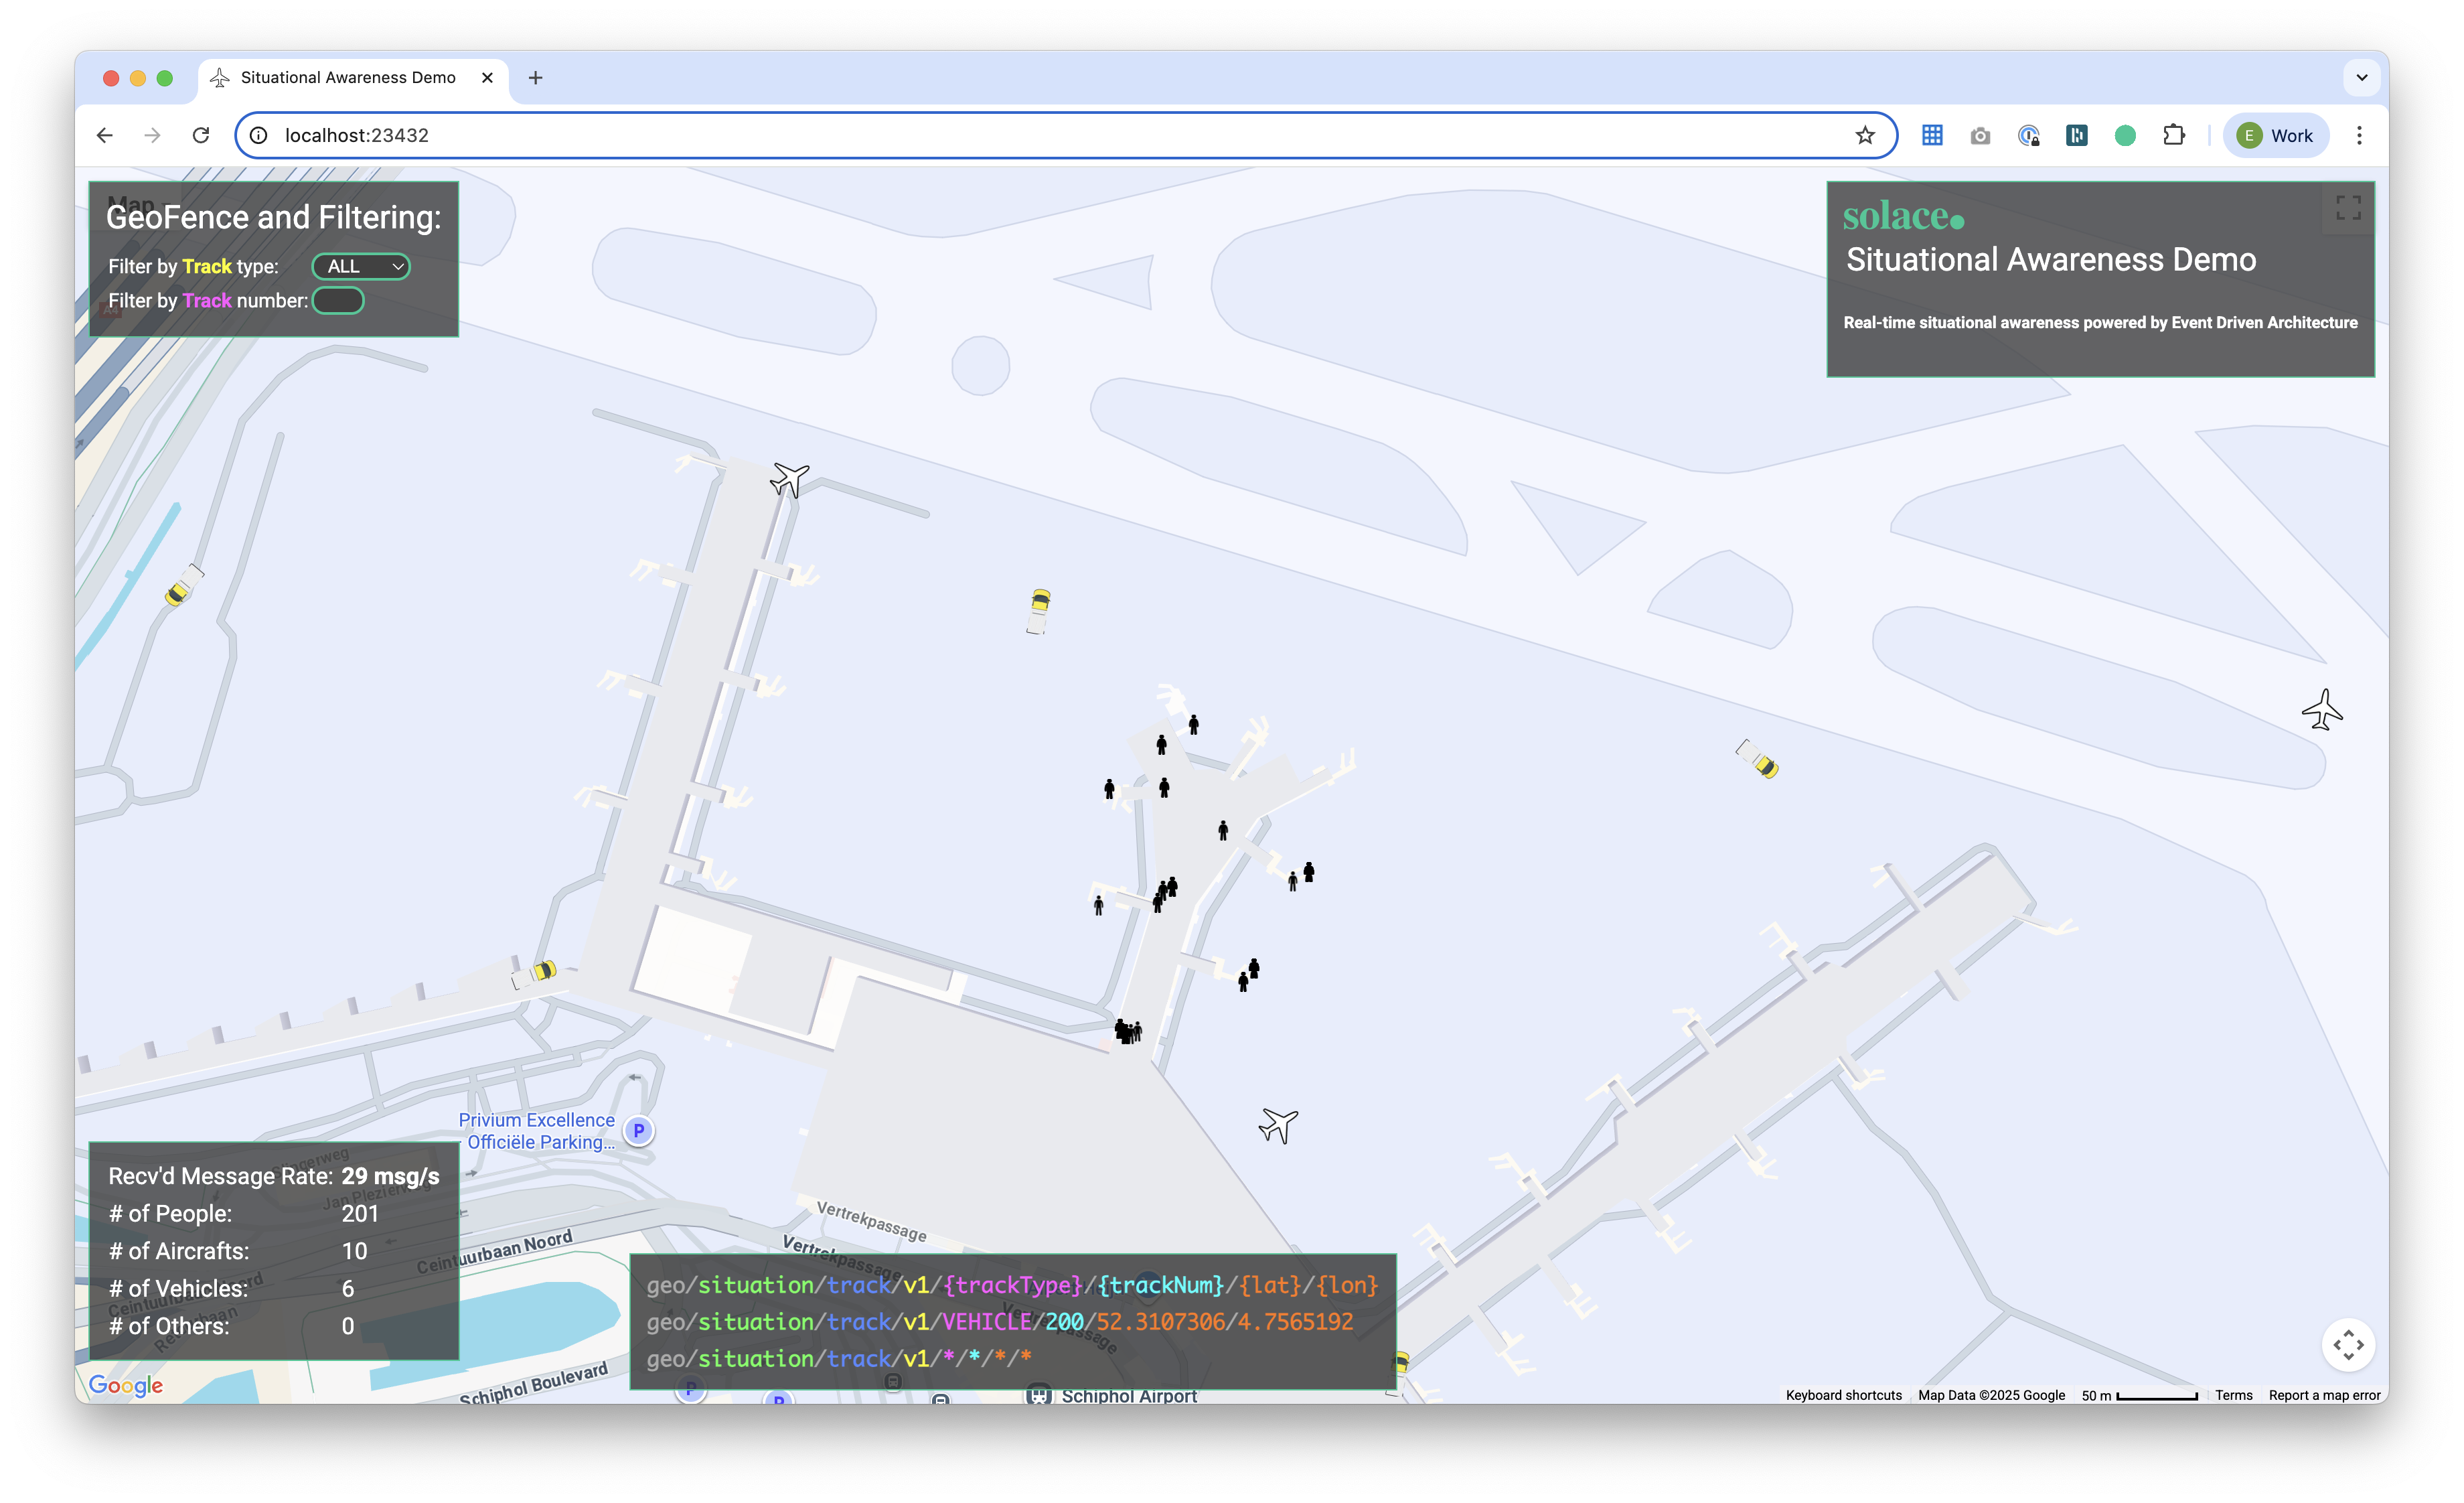 Situational Awareness Demo
localhost:23432
E Work
Map
GeoFence and Filtering:
Filter by Track type: ALL
Filter by Track number:
A4
solace.
Situational Awareness Demo
Real-time situational awareness powered by Event Driven Architecture
Privium Excellence
- Officiële Parking...
P
Recv'd Message Rate: 29 msg/s
# of People: 201
# of Aircrafts: 10
# of Vehicles: 6
# of Others: 0
Jan Plezierweg
Ceintuurbaan Noord
Vertrekpassage
Vertrekpassage
geo/situation/track/v1/{trackType}/{trackNum}/{lat}/{lon}
geo/situation/track/v1/VEHICLE/200/52.3107306/4.7565192
geo/situation/track/v1/*/*/*/*
Google
Schiphol Boulevard
P
P
Schiphol Airport
Keyboard shortcuts
Map Data ©2025 Google
50 m
Terms
Report a map error